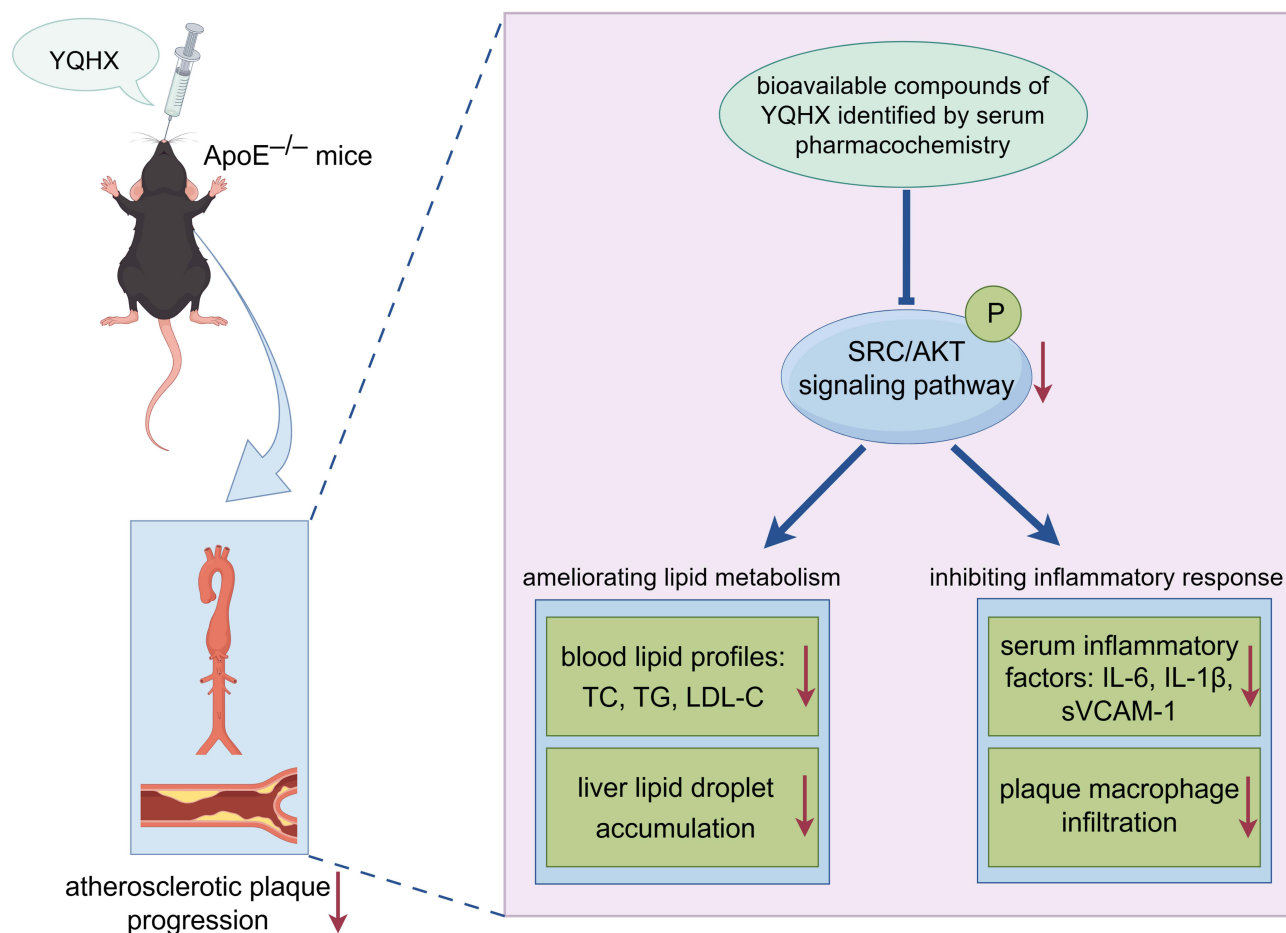 YQHX
ApoE⁻/⁻ mice
atherosclerotic plaque
progression
bioavailable compounds of
YQHX identified by serum
pharmacochemistry
P
SRC/AKT
signaling pathway
ameliorating lipid metabolism
blood lipid profiles:
TC, TG, LDL-C
liver lipid droplet
accumulation
inhibiting inflammatory response
serum inflammatory
factors: IL-6, IL-1β,
sVCAM-1
plaque macrophage
infiltration